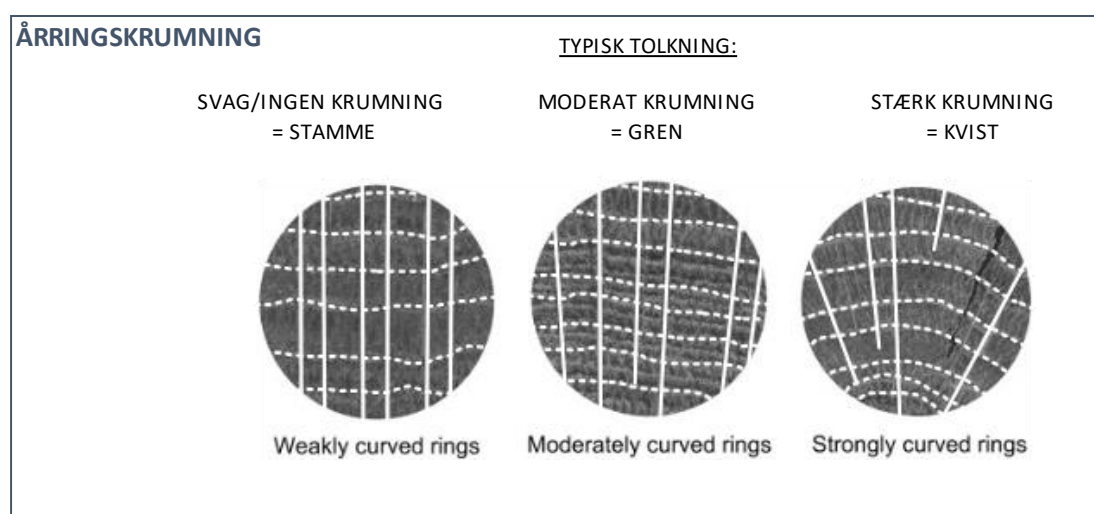 ÅRRINGSKRUMNING
TYPISK TOLKNING:
SVAG/INGEN KRUMNING
= STAMME
MODERAT KRUMNING
= GREN
STÆRK KRUMNING
= KVIST
Weakly curved rings
Moderately curved rings
Strongly curved rings